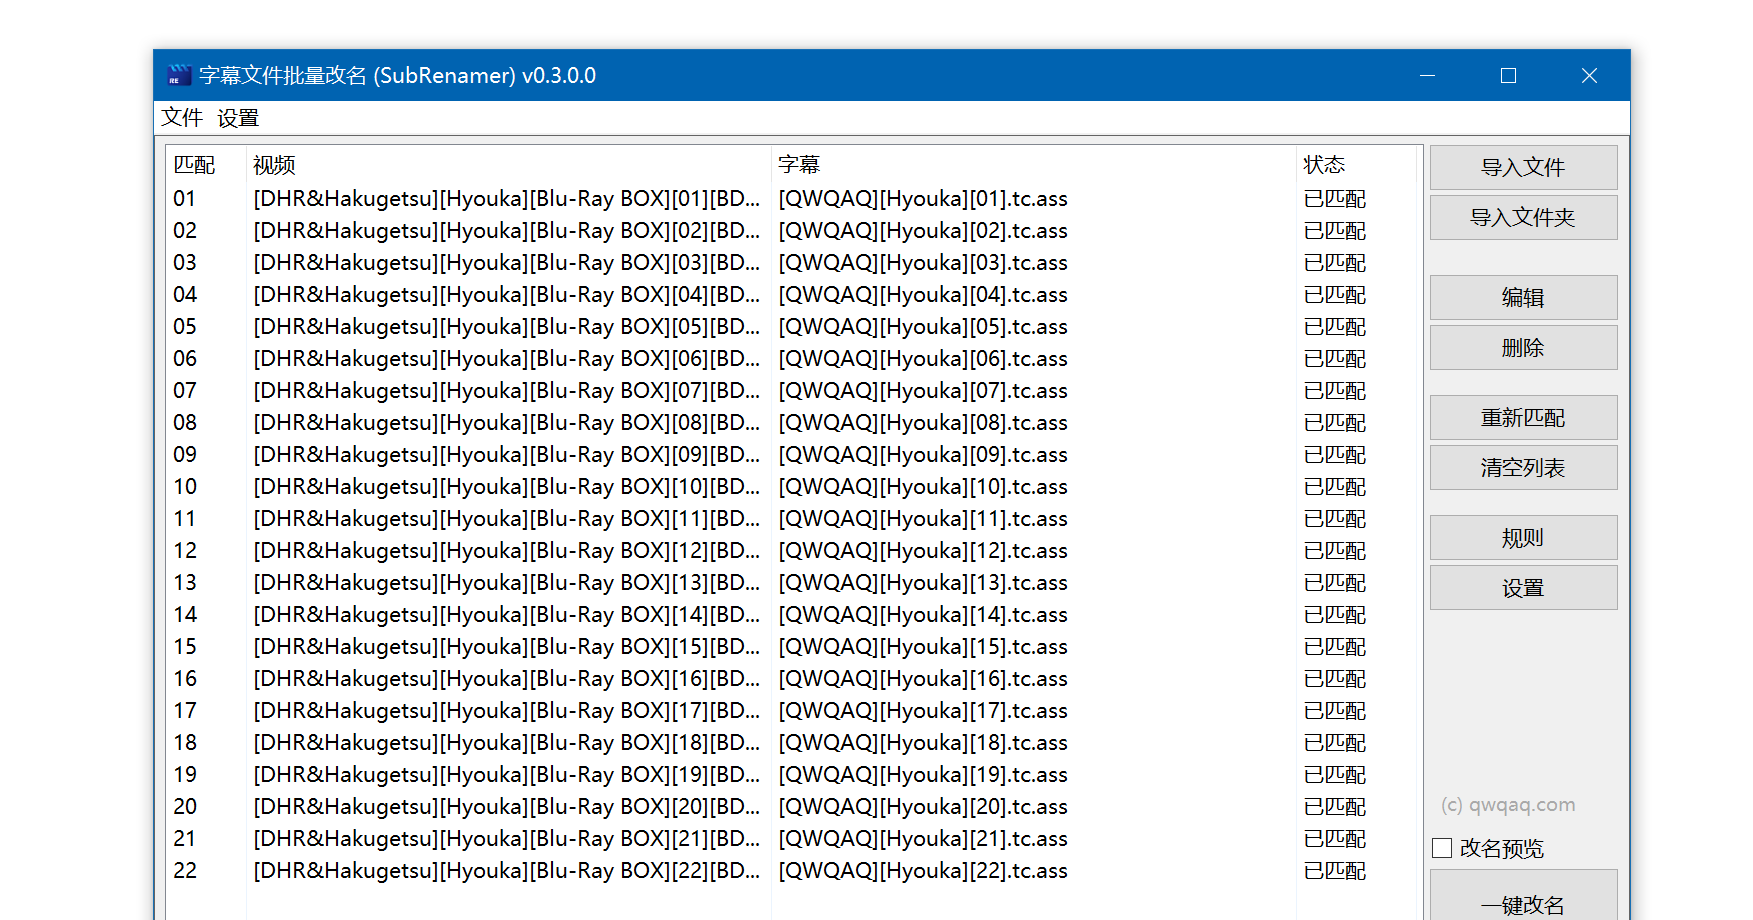 字幕文件批量改名 (SubRenamer) v0.3.0.0
文件 设置
匹配 视频 字幕 状态
01 [DHR&Hakugetsu][Hyouka][Blu-Ray BOX][01][BD... [QWQAQ][Hyouka][01].tc.ass 已匹配
02 [DHR&Hakugetsu][Hyouka][Blu-Ray BOX][02][BD... [QWQAQ][Hyouka][02].tc.ass 已匹配
03 [DHR&Hakugetsu][Hyouka][Blu-Ray BOX][03][BD... [QWQAQ][Hyouka][03].tc.ass 已匹配
04 [DHR&Hakugetsu][Hyouka][Blu-Ray BOX][04][BD... [QWQAQ][Hyouka][04].tc.ass 已匹配
05 [DHR&Hakugetsu][Hyouka][Blu-Ray BOX][05][BD... [QWQAQ][Hyouka][05].tc.ass 已匹配
06 [DHR&Hakugetsu][Hyouka][Blu-Ray BOX][06][BD... [QWQAQ][Hyouka][06].tc.ass 已匹配
07 [DHR&Hakugetsu][Hyouka][Blu-Ray BOX][07][BD... [QWQAQ][Hyouka][07].tc.ass 已匹配
08 [DHR&Hakugetsu][Hyouka][Blu-Ray BOX][08][BD... [QWQAQ][Hyouka][08].tc.ass 已匹配
09 [DHR&Hakugetsu][Hyouka][Blu-Ray BOX][09][BD... [QWQAQ][Hyouka][09].tc.ass 已匹配
10 [DHR&Hakugetsu][Hyouka][Blu-Ray BOX][10][BD... [QWQAQ][Hyouka][10].tc.ass 已匹配
11 [DHR&Hakugetsu][Hyouka][Blu-Ray BOX][11][BD... [QWQAQ][Hyouka][11].tc.ass 已匹配
12 [DHR&Hakugetsu][Hyouka][Blu-Ray BOX][12][BD... [QWQAQ][Hyouka][12].tc.ass 已匹配
13 [DHR&Hakugetsu][Hyouka][Blu-Ray BOX][13][BD... [QWQAQ][Hyouka][13].tc.ass 已匹配
14 [DHR&Hakugetsu][Hyouka][Blu-Ray BOX][14][BD... [QWQAQ][Hyouka][14].tc.ass 已匹配
15 [DHR&Hakugetsu][Hyouka][Blu-Ray BOX][15][BD... [QWQAQ][Hyouka][15].tc.ass 已匹配
16 [DHR&Hakugetsu][Hyouka][Blu-Ray BOX][16][BD... [QWQAQ][Hyouka][16].tc.ass 已匹配
17 [DHR&Hakugetsu][Hyouka][Blu-Ray BOX][17][BD... [QWQAQ][Hyouka][17].tc.ass 已匹配
18 [DHR&Hakugetsu][Hyouka][Blu-Ray BOX][18][BD... [QWQAQ][Hyouka][18].tc.ass 已匹配
19 [DHR&Hakugetsu][Hyouka][Blu-Ray BOX][19][BD... [QWQAQ][Hyouka][19].tc.ass 已匹配
20 [DHR&Hakugetsu][Hyouka][Blu-Ray BOX][20][BD... [QWQAQ][Hyouka][20].tc.ass 已匹配
21 [DHR&Hakugetsu][Hyouka][Blu-Ray BOX][21][BD... [QWQAQ][Hyouka][21].tc.ass 已匹配
22 [DHR&Hakugetsu][Hyouka][Blu-Ray BOX][22][BD... [QWQAQ][Hyouka][22].tc.ass 已匹配
导入文件
导入文件夹
编辑
删除
重新匹配
清空列表
规则
设置
(c) qwqaq.com
改名预览
一键改名